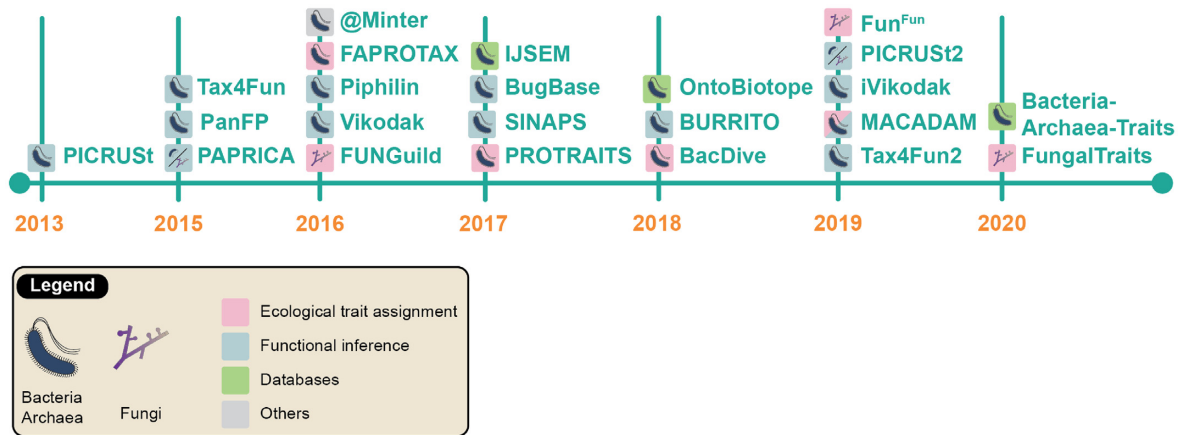 PICRUSt
2013
Tax4Fun
PanFP
PAPRICA
2015
@Minter
FAPROTAX
Piphilin
Vikodak
FUNGuild
2016
IJSEM
BugBase
SINAPS
PROTRAITS
2017
OntoBiotope
BURRITO
BacDive
2018
Fun^Fun
PICRUSt2
iVikodak
MACADAM
Tax4Fun2
2019
Bacteria-
Archaea-Traits
FungalTraits
2020
Legend
Bacteria
Archaea
Fungi
Ecological trait assignment
Functional inference
Databases
Others